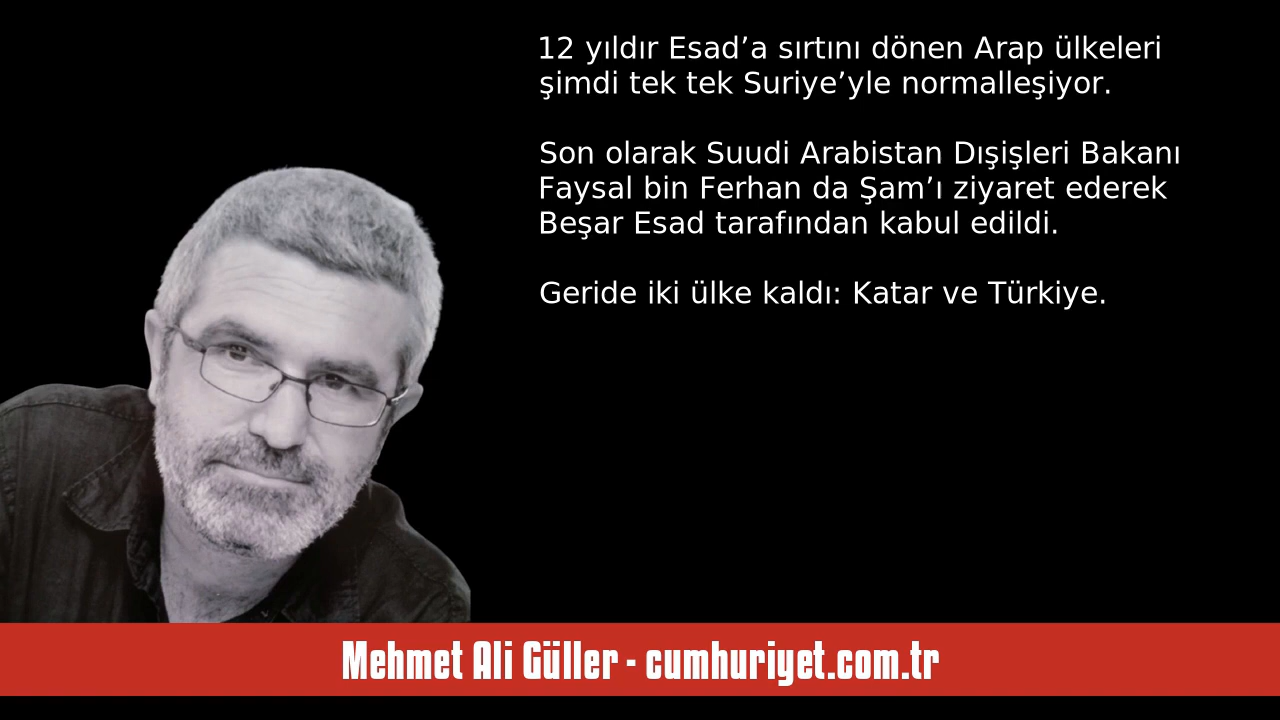 12 yıldır Esad’a sırtını dönen Arap ülkeleri
şimdi tek tek Suriye’yle normalleşiyor.
Son olarak Suudi Arabistan Dışişleri Bakanı
Faysal bin Ferhan da Şam’ı ziyaret ederek
Beşar Esad tarafından kabul edildi.
Geride iki ülke kaldı: Katar ve Türkiye.
Mehmet Ali Güller - cumhuriyet.com.tr